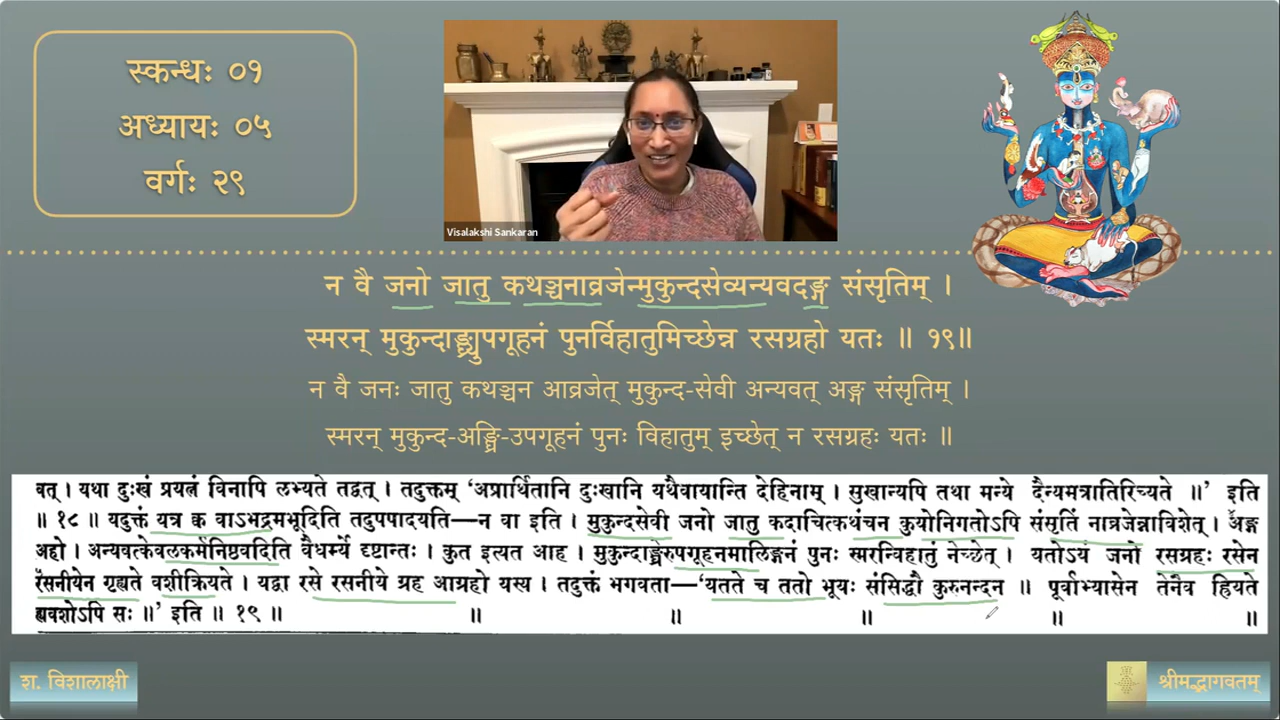 स्कन्धः ०१
अध्यायः ०५
वर्गः २९
Visalakshi Sankaran
न वै जनो जातु कथञ्चनाव्रजेन्मुकुन्दसेव्यन्यवदङ्ग संसृतिम् ।
स्मरन् मुकुन्दाङ्घ्र्युपगूहनं पुनर्विहातुमिच्छेन्न रसग्रहो यतः ॥ १९॥
न वै जनः जातु कथञ्चन आव्रजेत् मुकुन्द-सेवी अन्यवत् अङ्ग संसृतिम् ।
स्मरन् मुकुन्द-अङ्घ्रि-उपगूहनं पुनः विहातुम् इच्छेत् न रसग्रहः यतः ॥
वत् । यथा दुःखं प्रयत्नं विनापि लभ्यते तद्वत् । तदुक्तम् ‘अप्रार्थितानि दुःखानि यथैवायान्ति देहिनाम् । सुखान्यपि तथा मन्ये दैन्यमत्रातिरिच्यते ॥’ इति
॥ १८ ॥ यदुक्तं यत्र क्व वाऽभद्रमभूदिति तदुपपादयति—न वा इति । मुकुन्दसेवी जनो जातु कदाचित्कथंचन कुयोनिगतोऽपि संसृतिं नाव्रजेन्नाविशेत् । अङ्ग
अहो । अन्यवत्केवलकर्मनिष्ठवदिति वैधर्म्ये दृष्टान्तः । कुत इत्यत आह । मुकुन्दाङ्घ्रेरुपगूहनमालिङ्गनं पुनः स्मरन्विहातुं नेच्छेत् । यतोऽयं जनो रसग्रहः रसेन
रसनीयेन गृह्यते वशीक्रियते । यद्वा रसे रसनीये ग्रह आग्रहो यस्य । तदुक्तं भगवता—‘यतते च ततो भूयः संसिद्धौ कुरुनन्दन ॥ पूर्वाभ्यासेन तेनैव ह्रियते
ह्यवशोऽपि सः ॥’ इति ॥ १९ ॥ ॥ ॥ ॥ ॥ ॥
श. विशालाक्षी
श्रीमद्भागवतम्